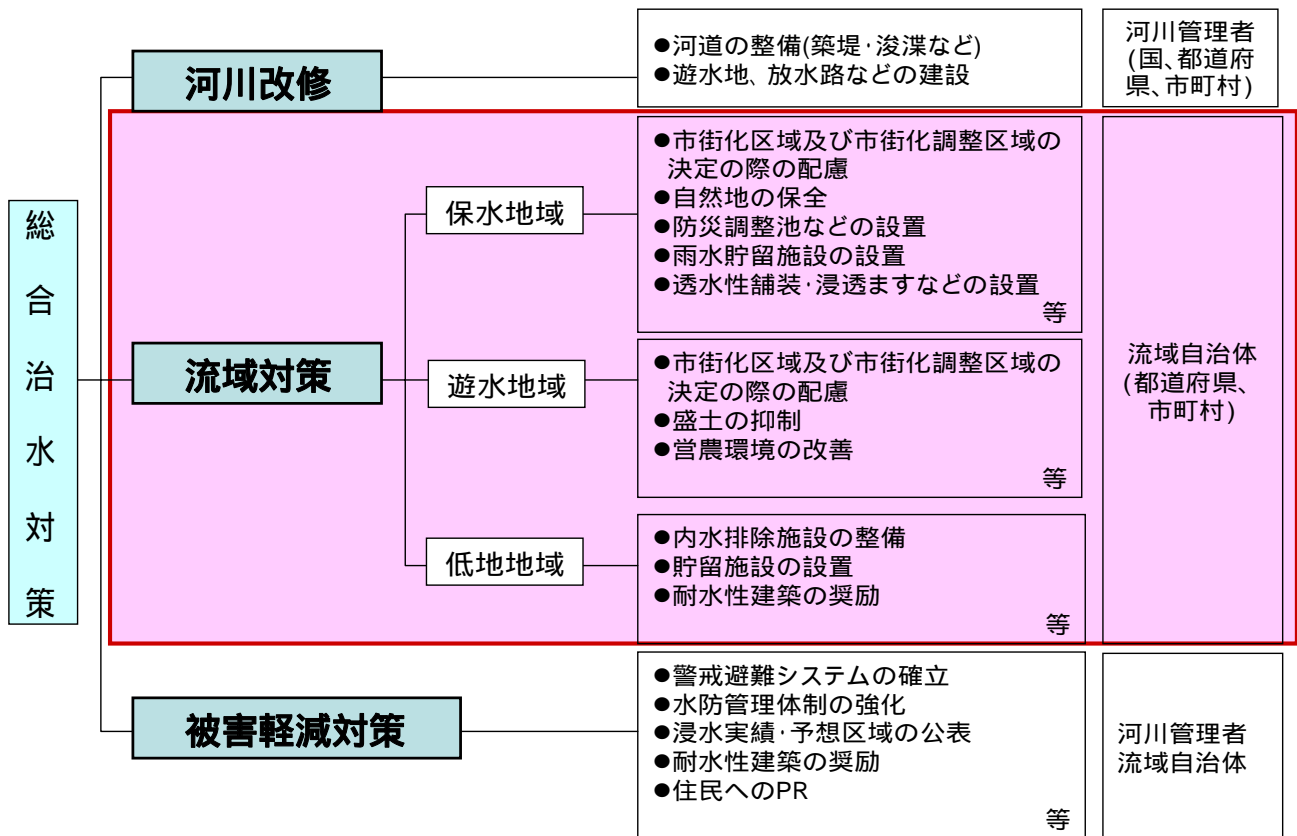 総合治水対策
河川改修
●河道の整備(築堤･浚渫など)
●遊水地、放水路などの建設
河川管理者
(国、都道府
県、市町村)
流域対策
保水地域
●市街化区域及び市街化調整区域の
決定の際の配慮
●自然地の保全
●防災調整池などの設置
●雨水貯留施設の設置
●透水性舗装･浸透ますなどの設置
等
遊水地域
●市街化区域及び市街化調整区域の
決定の際の配慮
●盛土の抑制
●営農環境の改善
等
低地地域
●内水排除施設の整備
●貯留施設の設置
●耐水性建築の奨励
等
流域自治体
(都道府県、
市町村)
被害軽減対策
●警戒避難システムの確立
●水防管理体制の強化
●浸水実績･予想区域の公表
●耐水性建築の奨励
●住民へのPR
等
河川管理者
流域自治体